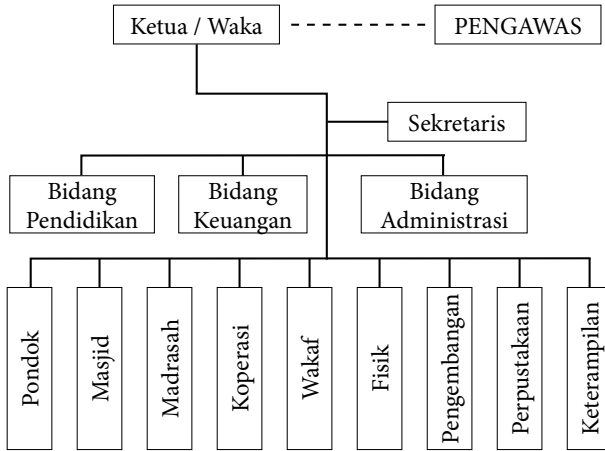 Ketua / Waka
PENGAWAS
Sekretaris
Bidang
Pendidikan
Bidang
Keuangan
Bidang
Administrasi
Pondok
Masjid
Madrasah
Koperasi
Wakaf
Fisik
Pengembangan
Perpustakaan
Keterampilan